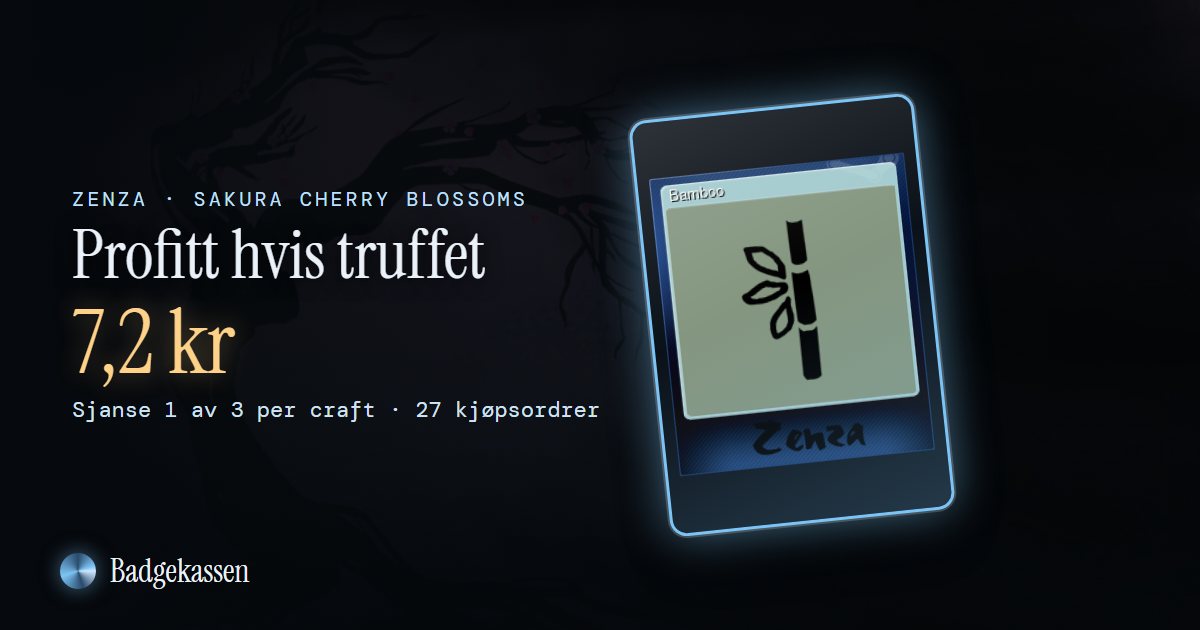 ZENZA · SAKURA CHERRY BLOSSOMS
Profitt hvis truffet
7,2 kr
Sjanse 1 av 3 per craft · 27 kjøpsordrer
Bamboo
Zenza
Badgekassen